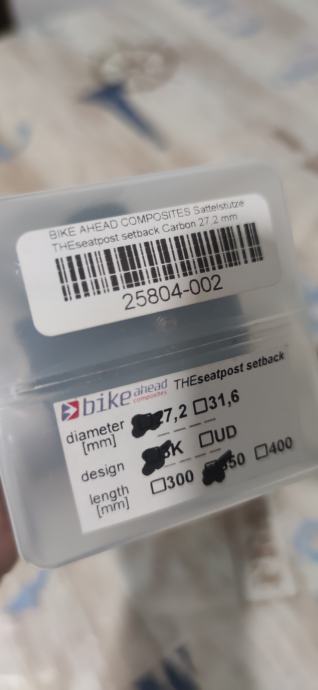 BIKE AHEAD COMPOSITES Sattelstütze
THEseatpost setback Carbon 27,2 mm
25804-002
bike ahead composites THEseatpost setback
diameter [mm] 7,2 ☐31,6
design K ☐UD
length [mm] ☐300 50 ☐400